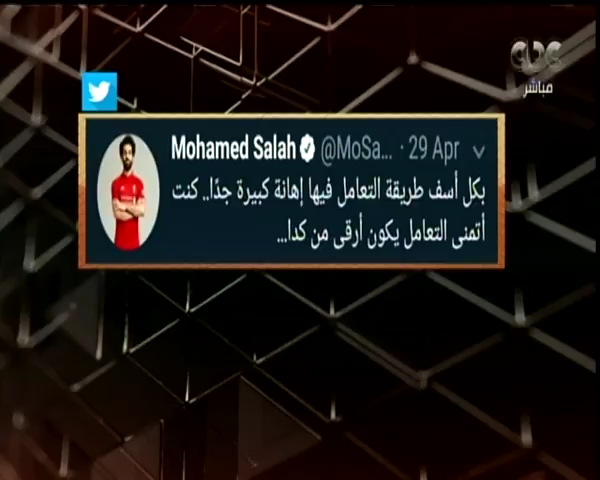 cbc
مباشر
Mohamed Salah @MoSa... · 29 Apr
بكل أسف طريقة التعامل فيها إهانة كبيرة جدًا.. كنت
أتمنى التعامل يكون أرقى من كدا...